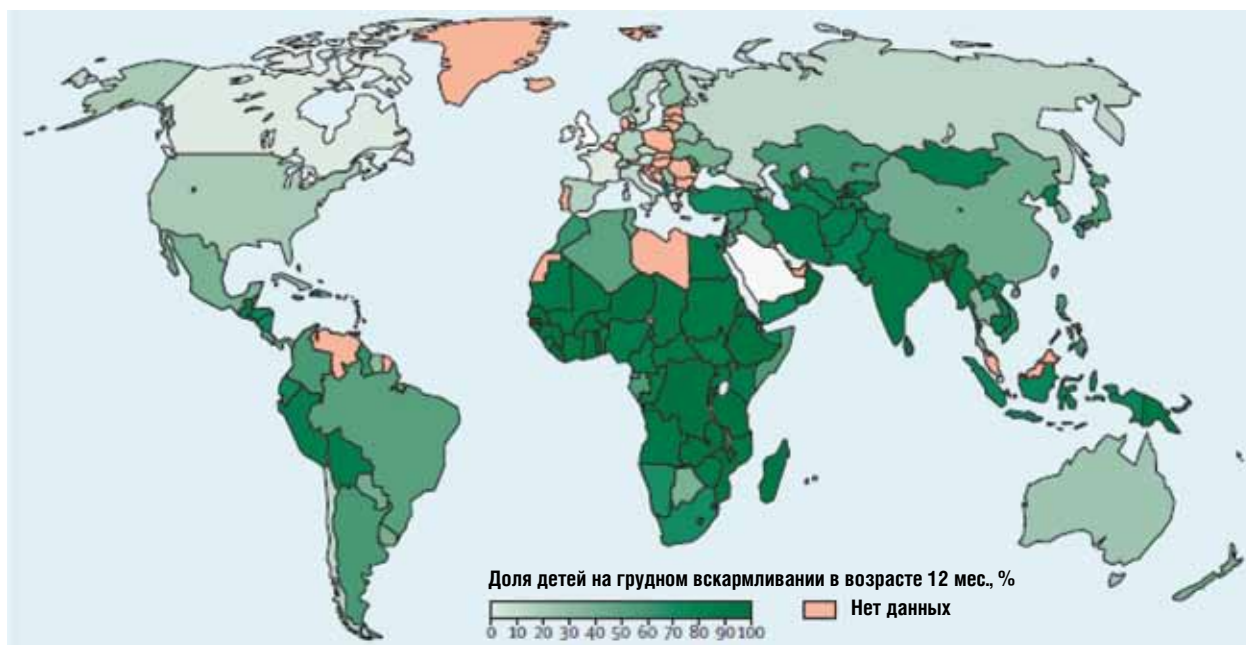 Доля детей на грудном вскармливании в возрасте 12 мес., %
Нет данных
0 10 20 30 40 50 60 70 80 90 100